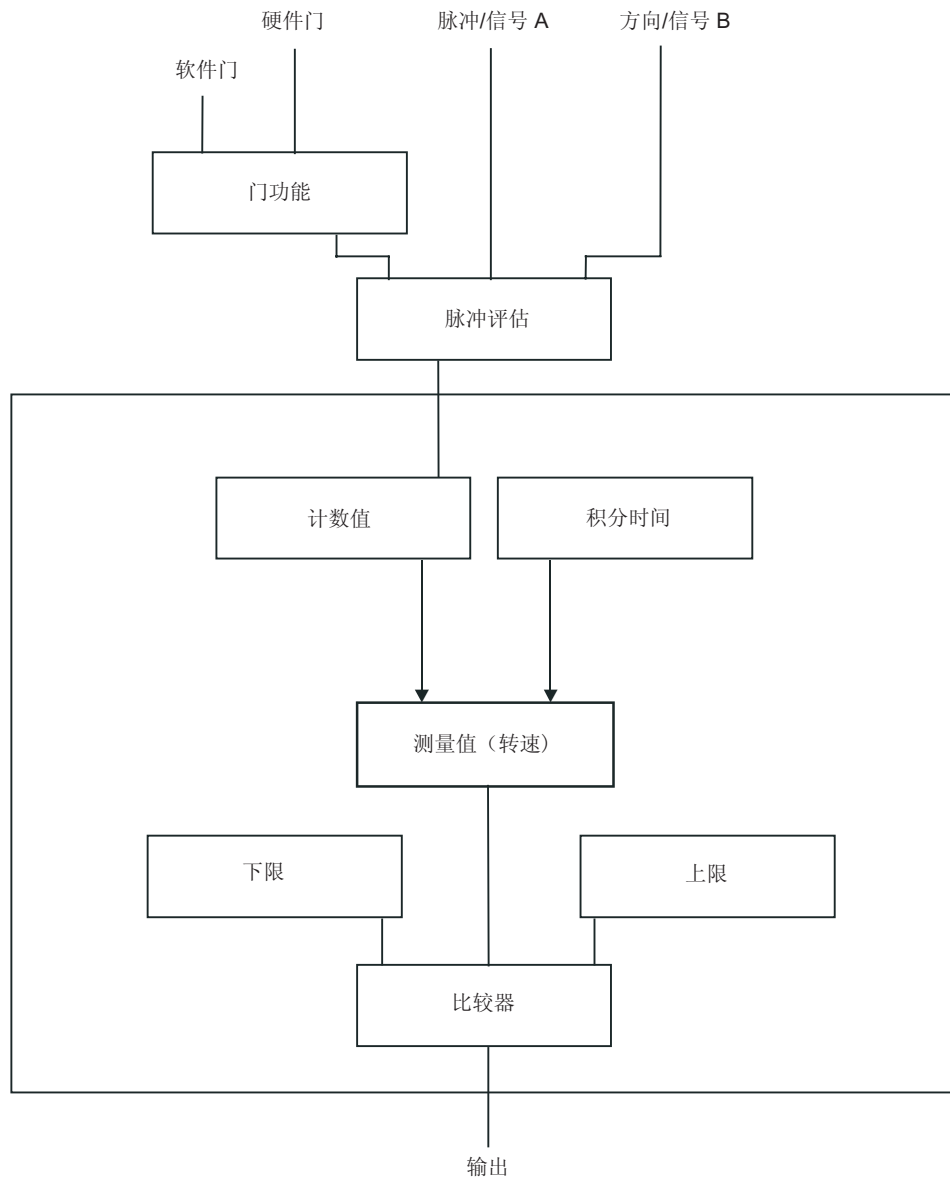 硬件门
脉冲/信号 A
方向/信号 B
软件门
门功能
脉冲评估
计数值
积分时间
测量值（转速）
下限
上限
比较器
输出